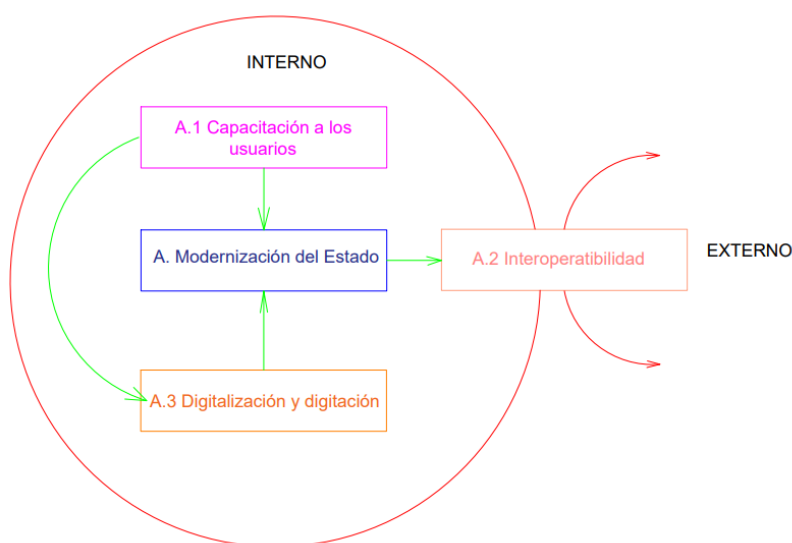 INTERNO
A.1 Capacitación a los
usuarios
A. Modernización del Estado
A.2 Interoperatibilidad
EXTERNO
A.3 Digitalización y digitación